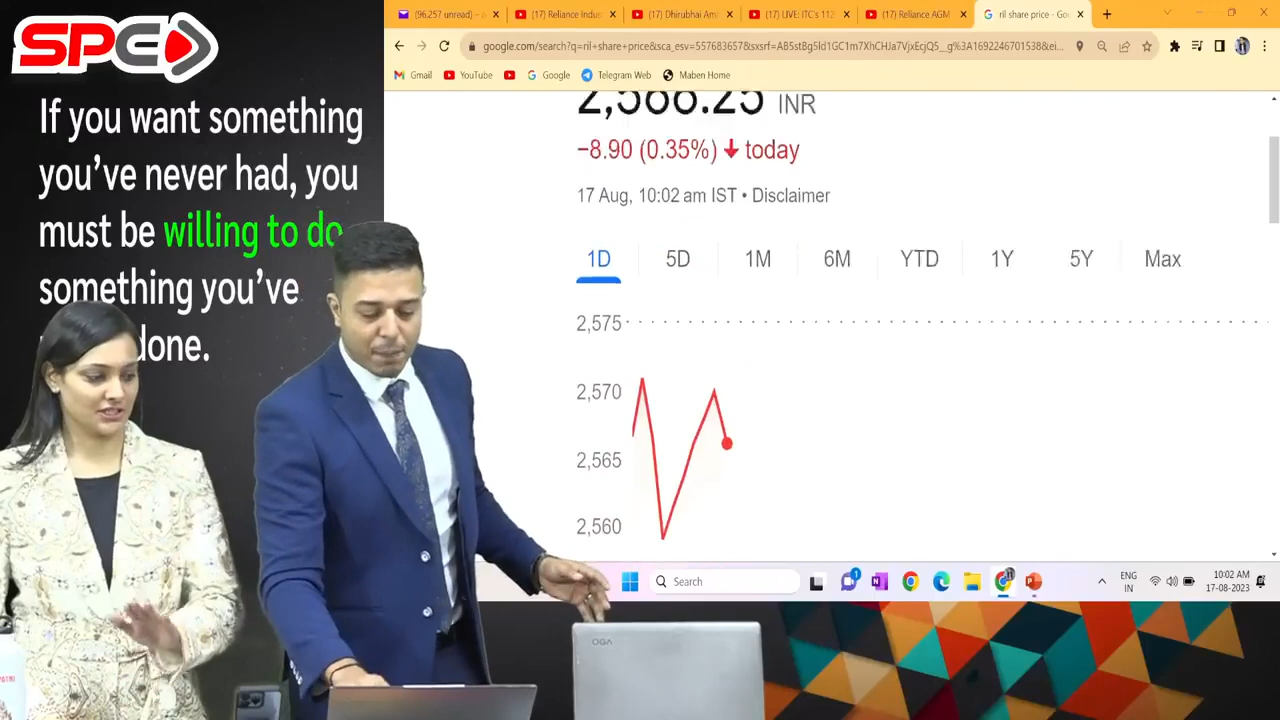 SPE
If you want something
you've never had, you
must be willing to do
something you've
done.
(96,257 unread) -
(17) Reliance Indus
(17) Dhirubhai Am
(17) LIVE: ITC's 112
(17) Reliance AGM
ril share price - Goo
google.com/search?q=ril+share+price&sca_esv=557683657&sxsrf=AB5stBg5ld1GC1m7XhCHJa7VjxEcjQS_g%3A1692246701538&ei...
Gmail
YouTube
Google
Telegram Web
Maben Home
INR
−8.90 (0.35%) ↓ today
17 Aug, 10:02 am IST • Disclaimer
1D 5D 1M 6M YTD 1Y 5Y Max
2,575
2,570
2,565
2,560
Search
ENG
IN
10:02 AM
17-08-2023